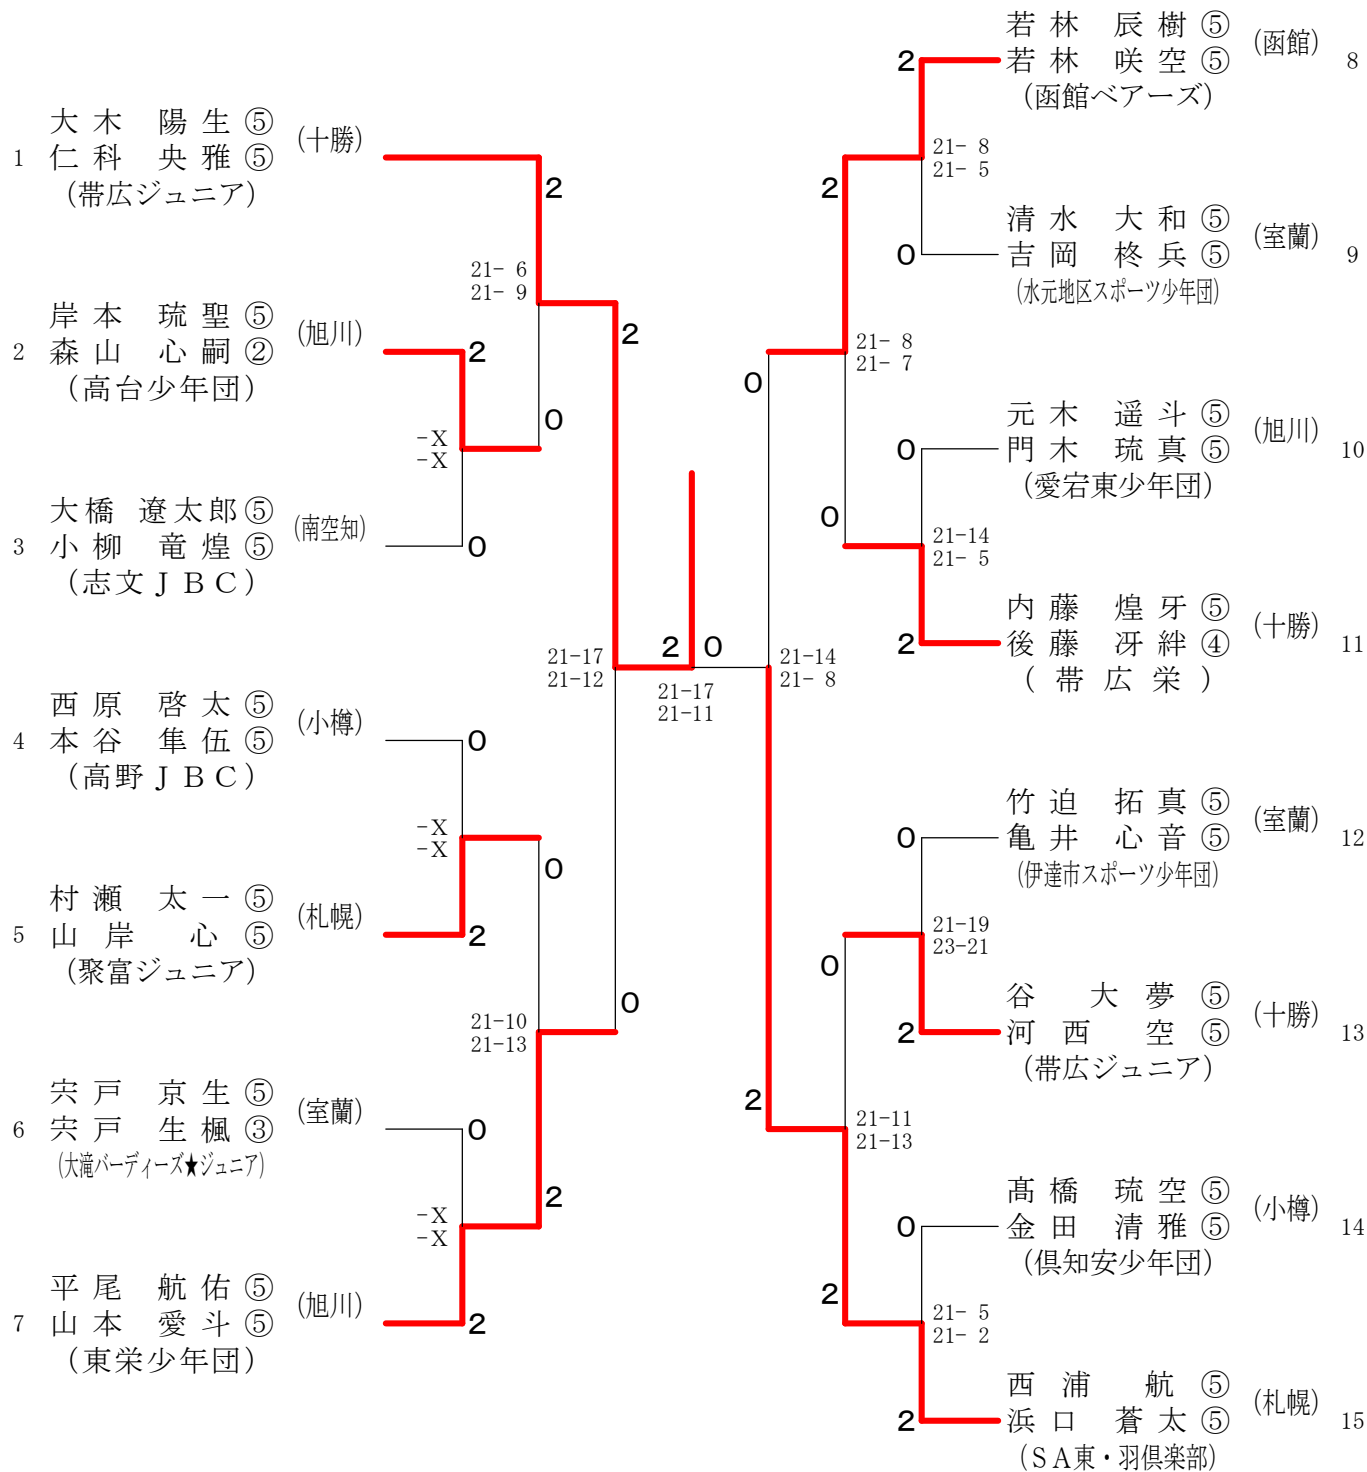 1
大木 陽生⑤
仁科 央雅⑤
(帯広ジュニア)
(十勝)
2
岸本 琉聖⑤
森山 心嗣②
(高台少年団)
(旭川)
3
大橋 遼太郎⑤
小柳 竜煌⑤
(志文ＪＢＣ)
(南空知)
4
西原 啓太⑤
本谷 隼伍⑤
(高野ＪＢＣ)
(小樽)
5
村瀬 太一⑤
山岸 心⑤
(聚富ジュニア)
(札幌)
6
宍戸 京生⑤
宍戸 生楓③
(大滝バーディーズ★ジュニア)
(室蘭)
7
平尾 航佑⑤
山本 愛斗⑤
(東栄少年団)
(旭川)
2
21- 6
21- 9
2
0
-X
-X
0
2
0
-X
-X
2
0
21-10
21-13
0
-X
-X
2
2
21-17
21-12
0
2 0
21-17
21-11
0
21-14
21- 8
2
2
21- 8
21- 5
0
2
21- 8
21- 7
0
0
21-14
21- 5
2
0
21-19
23-21
2
0
21-11
21-13
2
0
21- 5
21- 2
2
若林 辰樹⑤
若林 咲空⑤
(函館ベアーズ)
(函館)
8
清水 大和⑤
吉岡 柊兵⑤
(水元地区スポーツ少年団)
(室蘭)
9
元木 遥斗⑤
門木 琉真⑤
(愛宕東少年団)
(旭川)
10
内藤 煌牙⑤
後藤 冴絆④
(帯広栄)
(十勝)
11
竹迫 拓真⑤
亀井 心音⑤
(伊達市スポーツ少年団)
(室蘭)
12
谷 大夢⑤
河西 空⑤
(帯広ジュニア)
(十勝)
13
髙橋 琉空⑤
金田 清雅⑤
(倶知安少年団)
(小樽)
14
西浦 航⑤
浜口 蒼太⑤
(ＳＡ東・羽倶楽部)
(札幌)
15